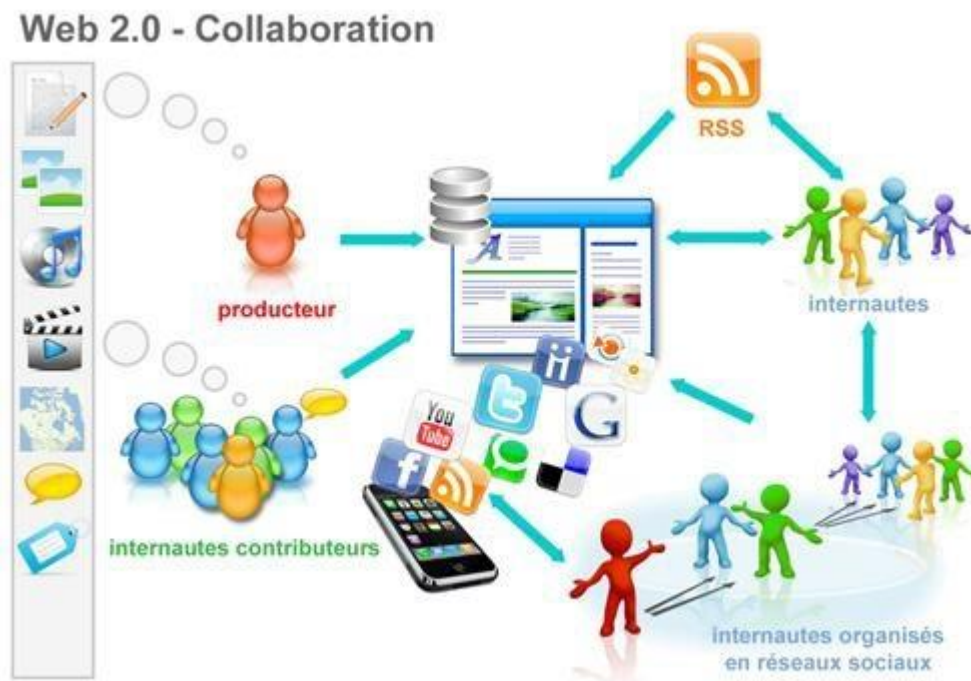 Web 2.0 - Collaboration
RSS
producteur
internautes
You
Tube
internautes contributeurs
internautes organisés
en réseaux sociaux